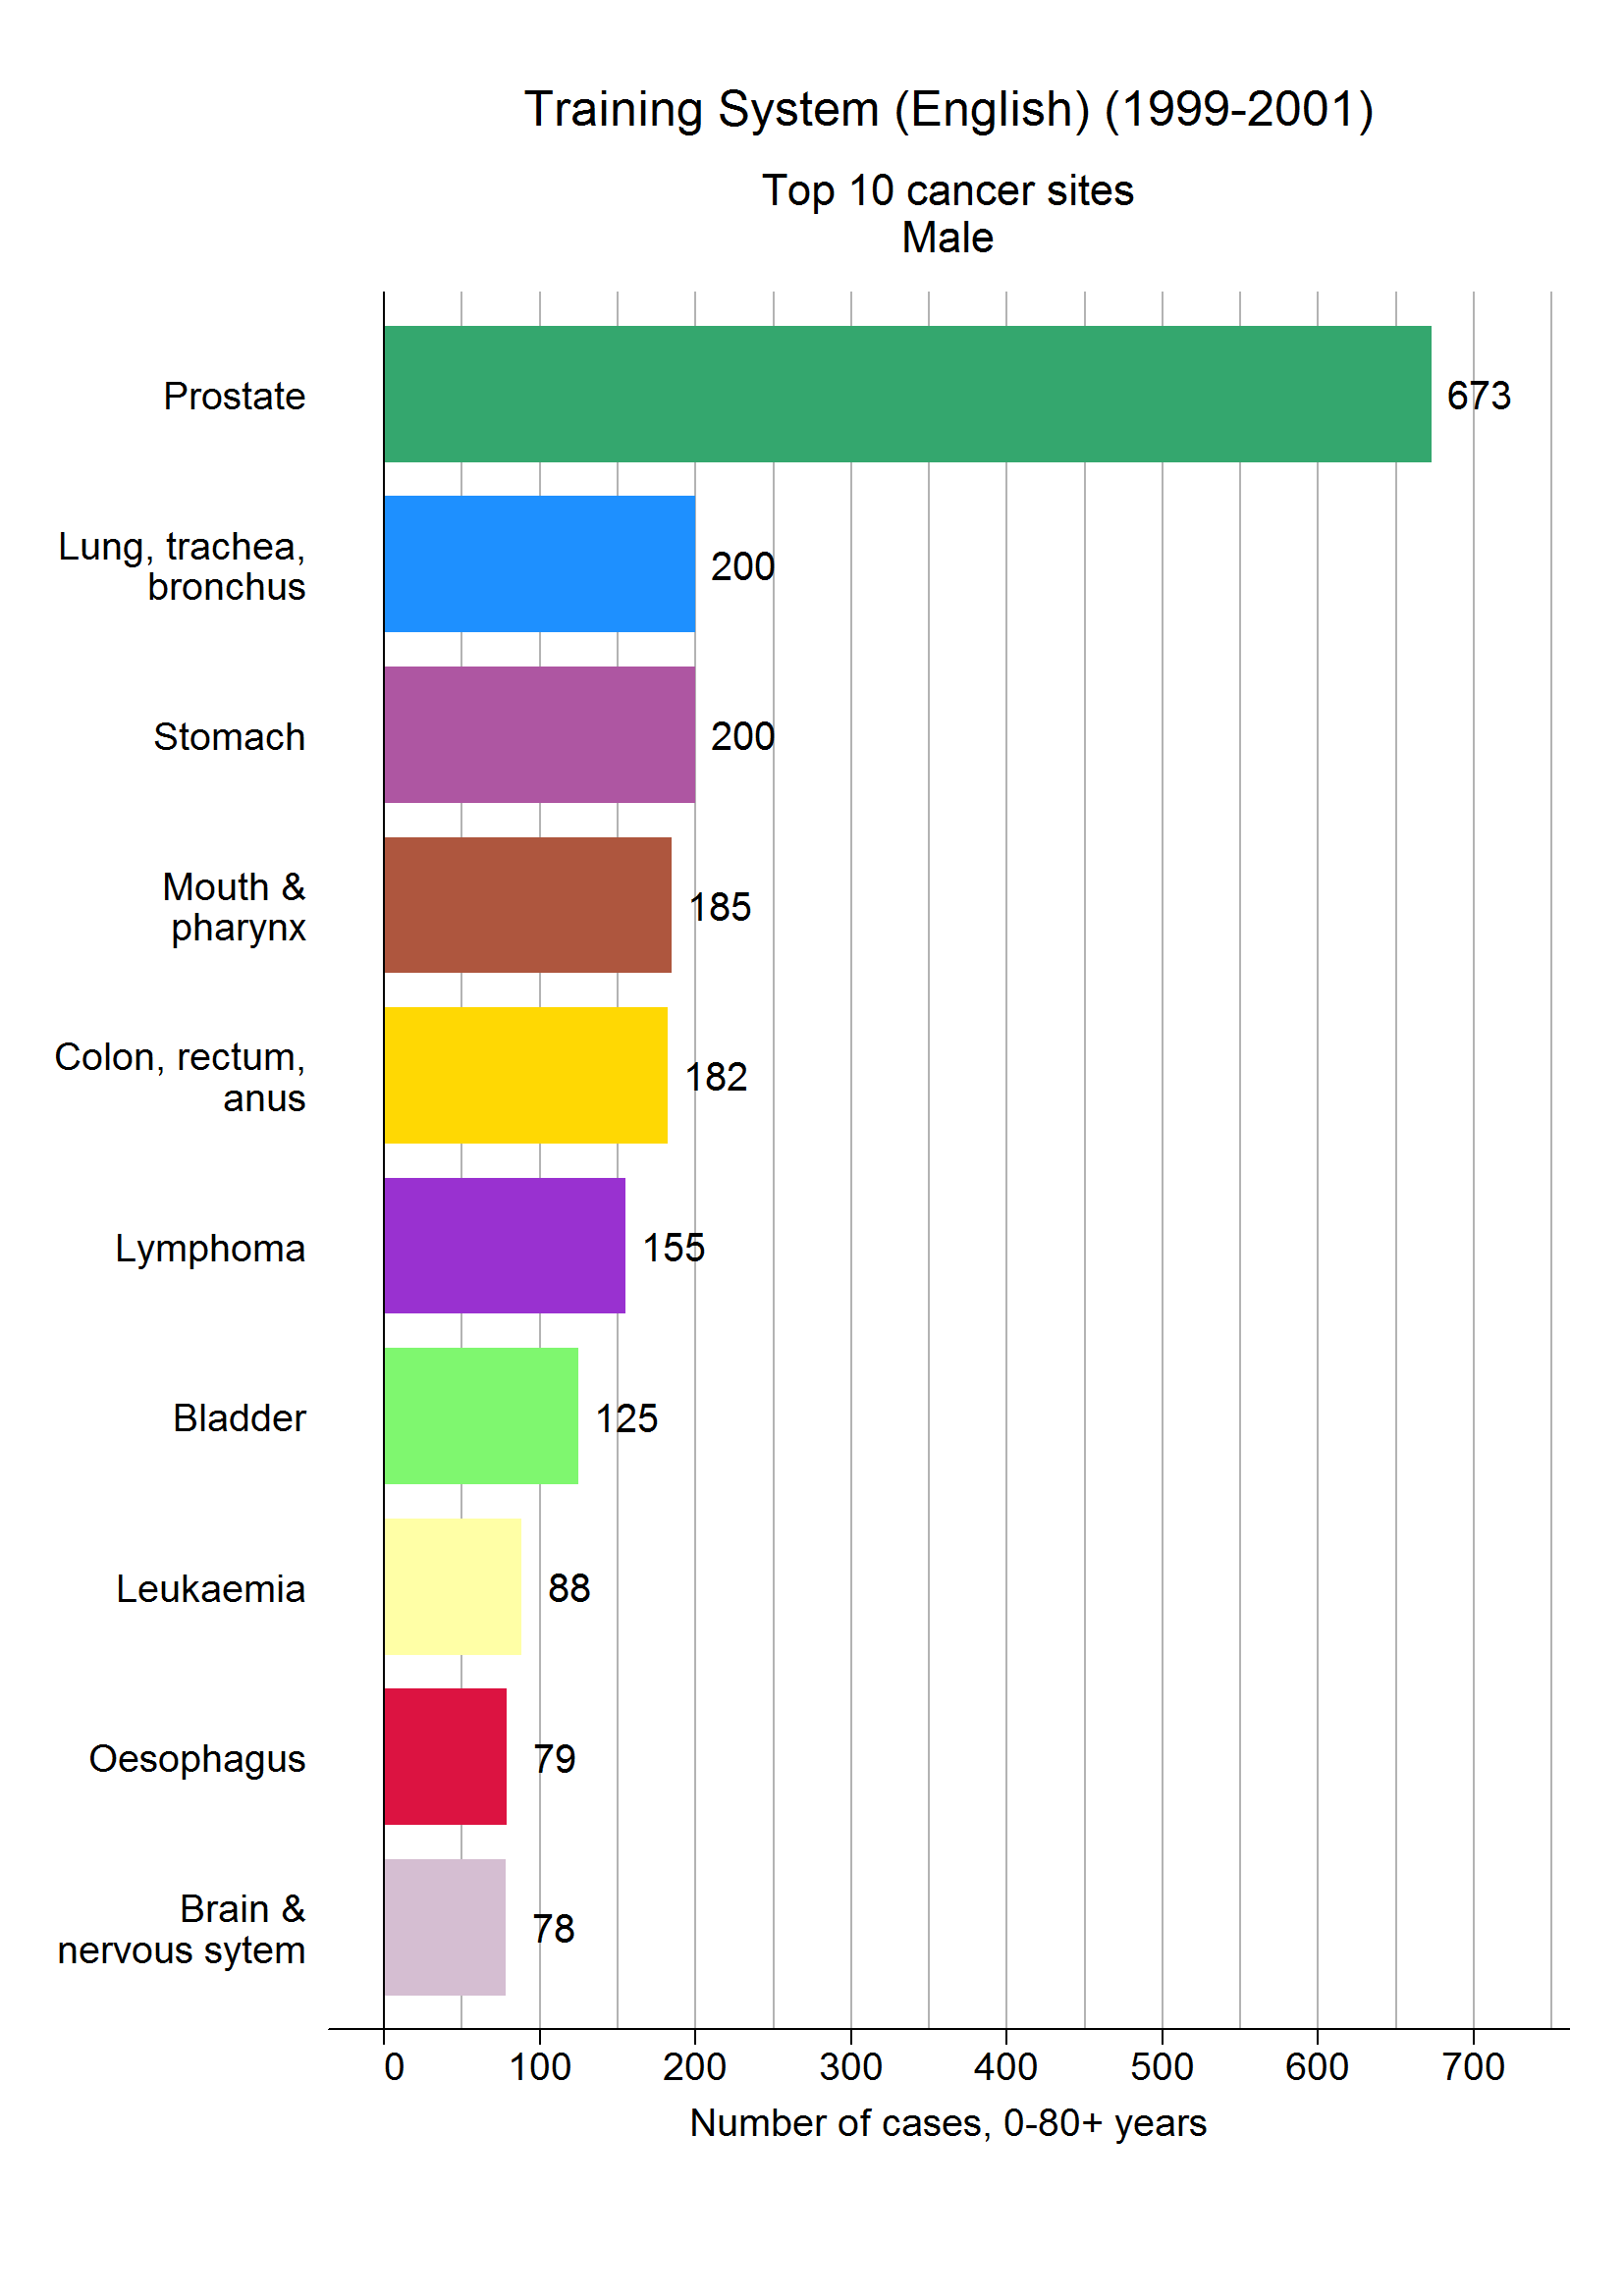 Training System (English) (1999-2001)
Top 10 cancer sites
Male
Prostate
673
Lung, trachea,
bronchus
200
Stomach
200
Mouth &
pharynx
185
Colon, rectum,
anus
182
Lymphoma
155
Bladder
125
Leukaemia
88
Oesophagus
79
Brain &
nervous sytem
78
0 100 200 300 400 500 600 700
Number of cases, 0-80+ years